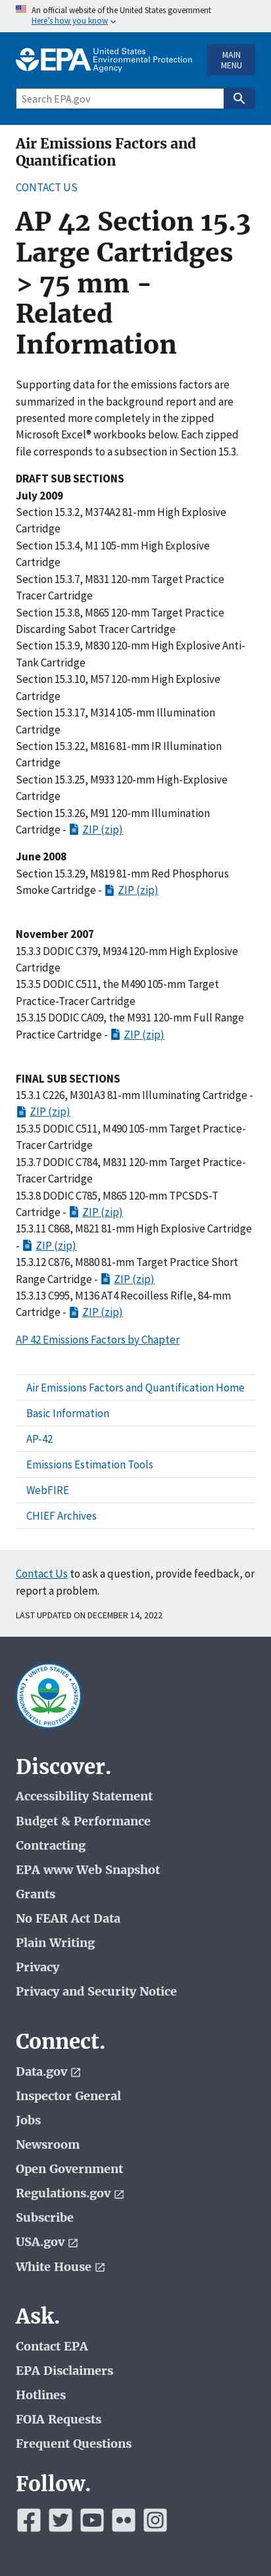 An official website of the United States government
Here's how you know
EPA United States
Environmental Protection
Agency
MAIN
MENU
Search EPA.gov
Air Emissions Factors and
Quantification
CONTACT US
AP 42 Section 15.3
Large Cartridges
> 75 mm -
Related
Information
Supporting data for the emissions factors are
summarized in the background report and are
presented more completely in the zipped
Microsoft Excel® workbooks below. Each zipped
file corresponds to a subsection in Section 15.3.
DRAFT SUB SECTIONS
July 2009
Section 15.3.2, M374A2 81-mm High Explosive
Cartridge
Section 15.3.4, M1 105-mm High Explosive
Cartridge
Section 15.3.7, M831 120-mm Target Practice
Tracer Cartridge
Section 15.3.8, M865 120-mm Target Practice
Discarding Sabot Tracer Cartridge
Section 15.3.9, M830 120-mm High Explosive Anti-
Tank Cartridge
Section 15.3.10, M57 120-mm High Explosive
Cartridge
Section 15.3.17, M314 105-mm Illumination
Cartridge
Section 15.3.22, M816 81-mm IR Illumination
Cartridge
Section 15.3.25, M933 120-mm High-Explosive
Cartridge
Section 15.3.26, M91 120-mm Illumination
Cartridge - ZIP (zip)
June 2008
Section 15.3.29, M819 81-mm Red Phosphorus
Smoke Cartridge - ZIP (zip)
November 2007
15.3.3 DODIC C379, M934 120-mm High Explosive
Cartridge
15.3.5 DODIC C511, the M490 105-mm Target
Practice-Tracer Cartridge
15.3.15 DODIC CA09, the M931 120-mm Full Range
Practice Cartridge - ZIP (zip)
FINAL SUB SECTIONS
15.3.1 C226, M301A3 81-mm Illuminating Cartridge -
ZIP (zip)
15.3.5 DODIC C511, M490 105-mm Target Practice-
Tracer Cartridge
15.3.7 DODIC C784, M831 120-mm Target Practice-
Tracer Cartridge
15.3.8 DODIC C785, M865 120-mm TPCSDS-T
Cartridge - ZIP (zip)
15.3.11 C868, M821 81-mm High Explosive Cartridge
- ZIP (zip)
15.3.12 C876, M880 81-mm Target Practice Short
Range Cartridge - ZIP (zip)
15.3.13 C995, M136 AT4 Recoilless Rifle, 84-mm
Cartridge - ZIP (zip)
AP 42 Emissions Factors by Chapter
Air Emissions Factors and Quantification Home
Basic Information
AP-42
Emissions Estimation Tools
WebFIRE
CHIEF Archives
Contact Us to ask a question, provide feedback, or
report a problem.
LAST UPDATED ON DECEMBER 14, 2022
UNITED STATES
ENVIRONMENTAL PROTECTION AGENCY
Discover.
Accessibility Statement
Budget & Performance
Contracting
EPA www Web Snapshot
Grants
No FEAR Act Data
Plain Writing
Privacy
Privacy and Security Notice
Connect.
Data.gov
Inspector General
Jobs
Newsroom
Open Government
Regulations.gov
Subscribe
USA.gov
White House
Ask.
Contact EPA
EPA Disclaimers
Hotlines
FOIA Requests
Frequent Questions
Follow.